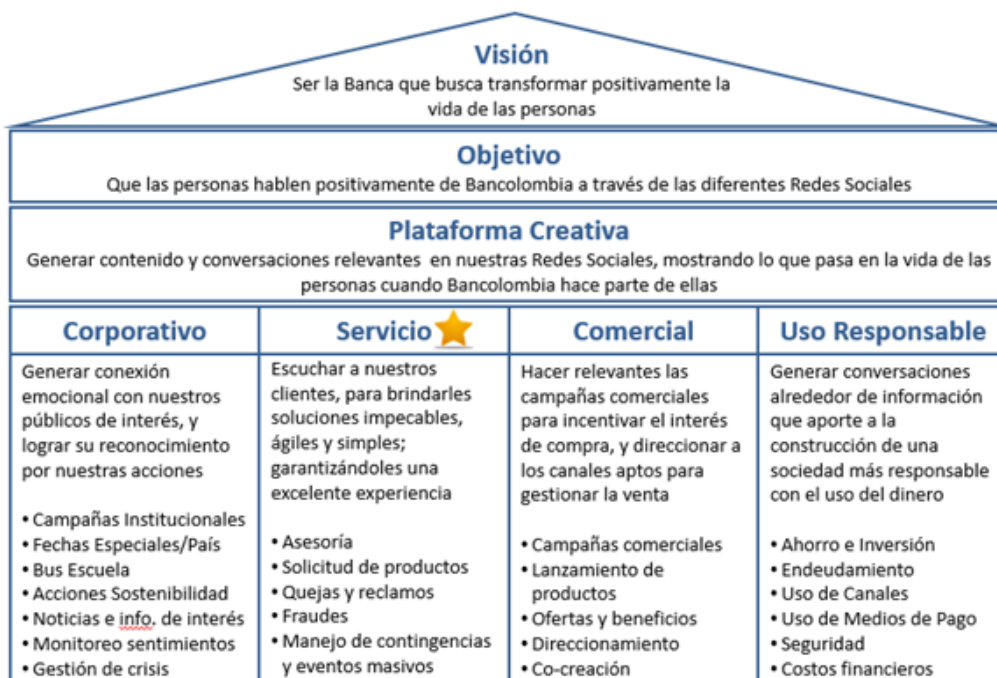 Visión
Ser la Banca que busca transformar positivamente la
vida de las personas
Objetivo
Que las personas hablen positivamente de Bancolombia a través de las diferentes Redes Sociales
Plataforma Creativa
Generar contenido y conversaciones relevantes en nuestras Redes Sociales, mostrando lo que pasa en la vida de las
personas cuando Bancolombia hace parte de ellas
Corporativo
Generar conexión
emocional con nuestros
públicos de interés, y
lograr su reconocimiento
por nuestras acciones
• Campañas Institucionales
• Fechas Especiales/País
• Bus Escuela
• Acciones Sostenibilidad
• Noticias e info. de interés
• Monitoreo sentimientos
• Gestión de crisis
Servicio
Escuchar a nuestros
clientes, para brindarles
soluciones impecables,
ágiles y simples;
garantizándoles una
excelente experiencia
• Asesoría
• Solicitud de productos
• Quejas y reclamos
• Fraudes
• Manejo de contingencias
y eventos masivos
Comercial
Hacer relevantes las
campañas comerciales
para incentivar el interés
de compra, y direccionar a
los canales aptos para
gestionar la venta
• Campañas comerciales
• Lanzamiento de
productos
• Ofertas y beneficios
• Direccionamiento
• Co-creación
Uso Responsable
Generar conversaciones
alrededor de información
que aporte a la
construcción de una
sociedad más responsable
con el uso del dinero
• Ahorro e Inversión
• Endeudamiento
• Uso de Canales
• Uso de Medios de Pago
• Seguridad
• Costos financieros